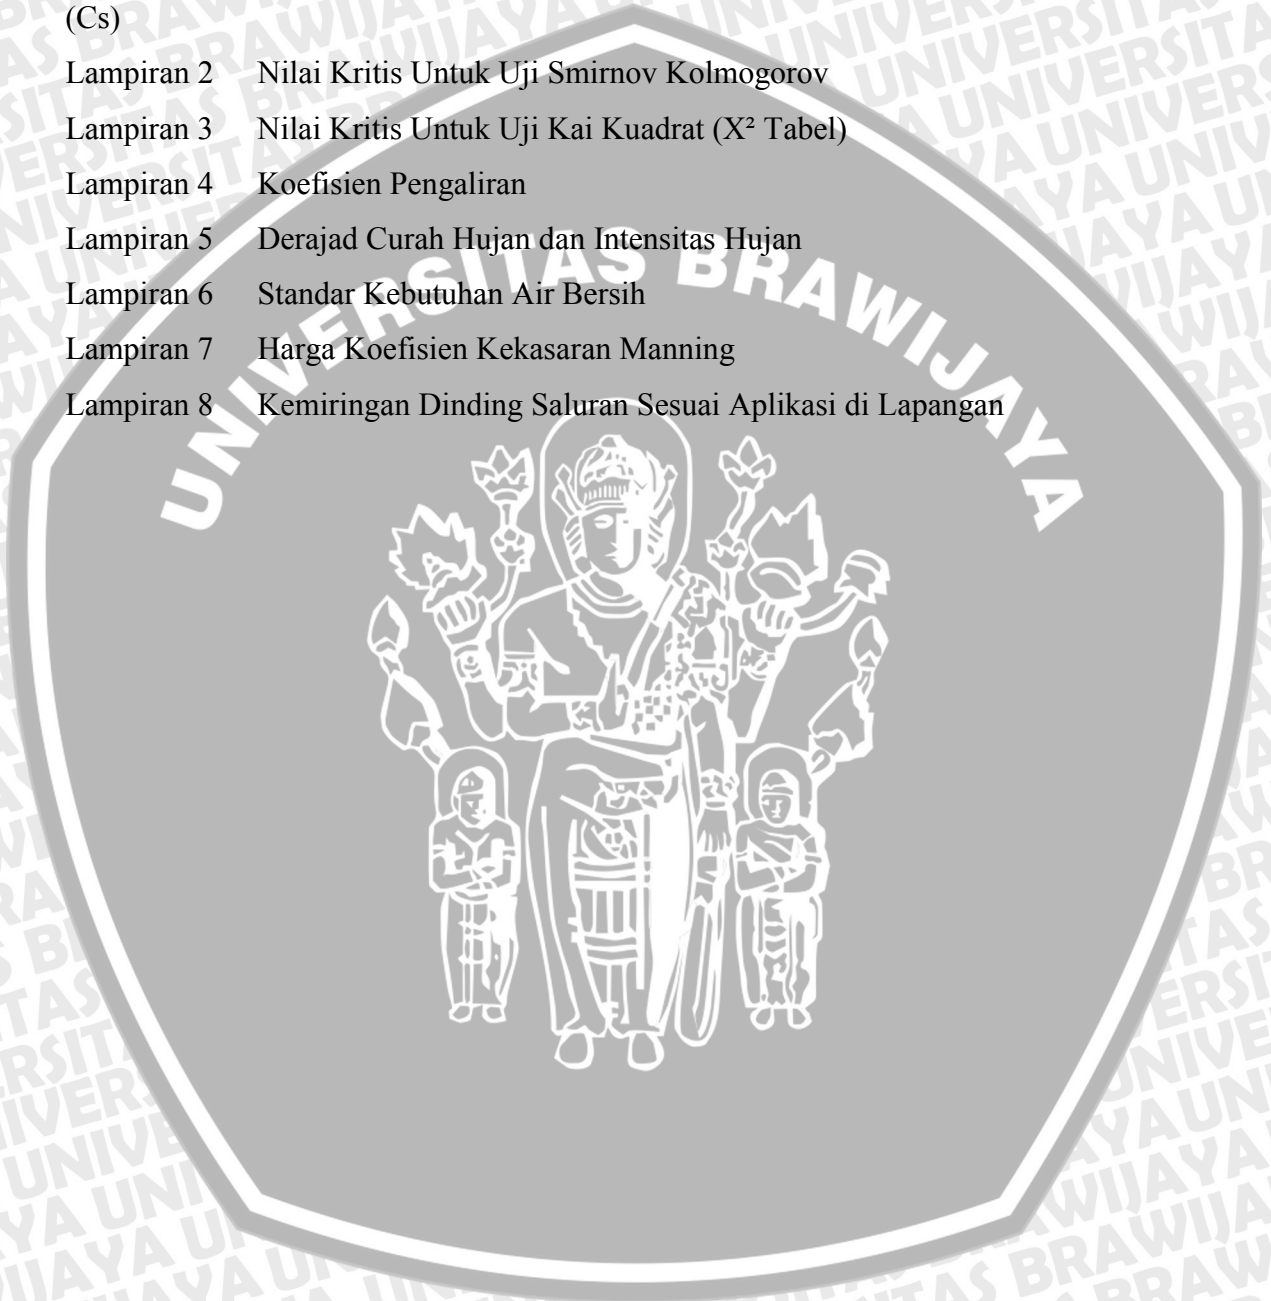 (Cs)
Lampiran 2 Nilai Kritis Untuk Uji Smirnov Kolmogorov
Lampiran 3 Nilai Kritis Untuk Uji Kai Kuadrat (X² Tabel)
Lampiran 4 Koefisien Pengaliran
Lampiran 5 Derajad Curah Hujan dan Intensitas Hujan
Lampiran 6 Standar Kebutuhan Air Bersih
Lampiran 7 Harga Koefisien Kekasaran Manning
Lampiran 8 Kemiringan Dinding Saluran Sesuai Aplikasi di Lapangan
UNIVERSITAS BRAWIJAYA